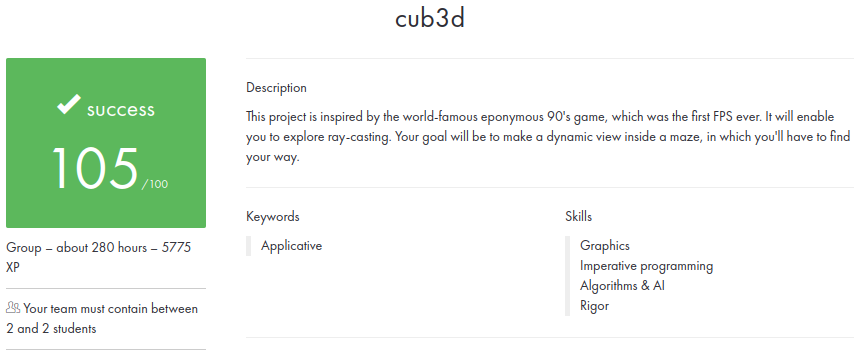 cub3d
success
105 /100
Group – about 280 hours – 5775
XP
Your team must contain between
2 and 2 students
Description
This project is inspired by the world-famous eponymous 90's game, which was the first FPS ever. It will enable
you to explore ray-casting. Your goal will be to make a dynamic view inside a maze, in which you'll have to find
your way.
Keywords
Applicative
Skills
Graphics
Imperative programming
Algorithms & AI
Rigor